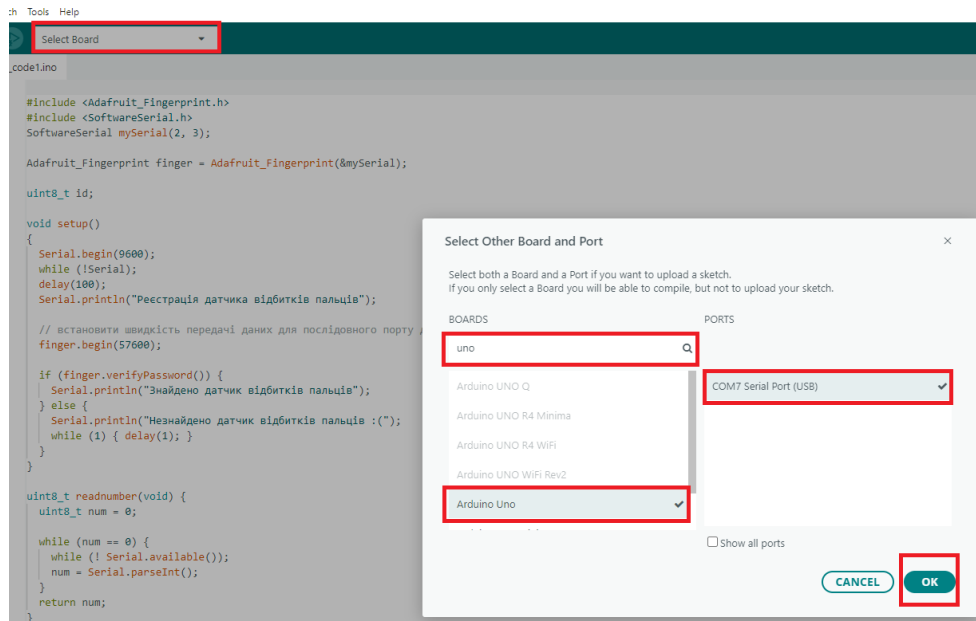 Tools Help
Select Board
_code1.ino
#include <Adafruit_Fingerprint.h>
#include <SoftwareSerial.h>
SoftwareSerial mySerial(2, 3);
Adafruit_Fingerprint finger = Adafruit_Fingerprint(&mySerial);
uint8_t id;
void setup()
{
Serial.begin(9600);
while (!Serial);
delay(100);
Serial.println("Реєстрація датчика відбитків пальців");
// встановити швидкість передачі даних для послідовного порту
finger.begin(57600);
if (finger.verifyPassword()) {
Serial.println("Знайдено датчик відбитків пальців");
} else {
Serial.println("Незнайдено датчик відбитків пальців :(");
while (1) { delay(1); }
}
}
uint8_t readnumber(void) {
uint8_t num = 0;
while (num == 0) {
while (! Serial.available());
num = Serial.parseInt();
}
return num;
}
Select Other Board and Port
Select both a Board and a Port if you want to upload a sketch.
If you only select a Board you will be able to compile, but not to upload your sketch.
BOARDS
uno
Arduino UNO Q
Arduino UNO R4 Minima
Arduino UNO R4 WiFi
Arduino UNO WiFi Rev2
Arduino Uno
PORTS
COM7 Serial Port (USB)
Show all ports
CANCEL
OK